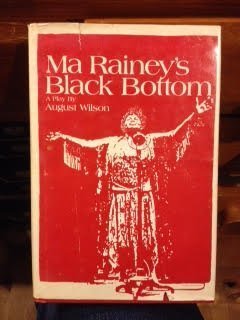 Ma Rainey's
Black Bottom
A Play By
August Wilson